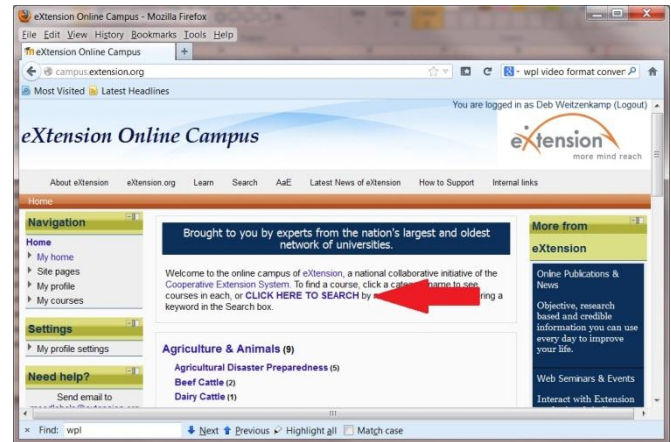 eXtension Online Campus - Mozilla Firefox
File Edit View History Bookmarks Tools Help
eXtension Online Campus
campus.extension.org
wpl video format conver
Most Visited Latest Headlines
You are logged in as Deb Weitzenkamp (Logout)
eXtension Online Campus
eXtension
more mind reach
About eXtension eXtension.org Learn Search AaE Latest News of eXtension How to Support Internal links
Home
Navigation
Home
My home
Site pages
My profile
My courses
Settings
My profile settings
Need help?
Send email to
Brought to you by experts from the nation's largest and oldest
network of universities.
Welcome to the online campus of eXtension, a national collaborative initiative of the
Cooperative Extension System. To find a course, click a category name to see
courses in each, or CLICK HERE TO SEARCH by ring a
keyword in the Search box.
Agriculture & Animals (9)
Agricultural Disaster Preparedness (5)
Beef Cattle (2)
Dairy Cattle (1)
More from
eXtension
Online Publications &
News
Objective, research
based and credible
information you can use
every day to improve
your life.
Web Seminars & Events
Interact with Extension
× Find: wpl Next Previous Highlight all Match case